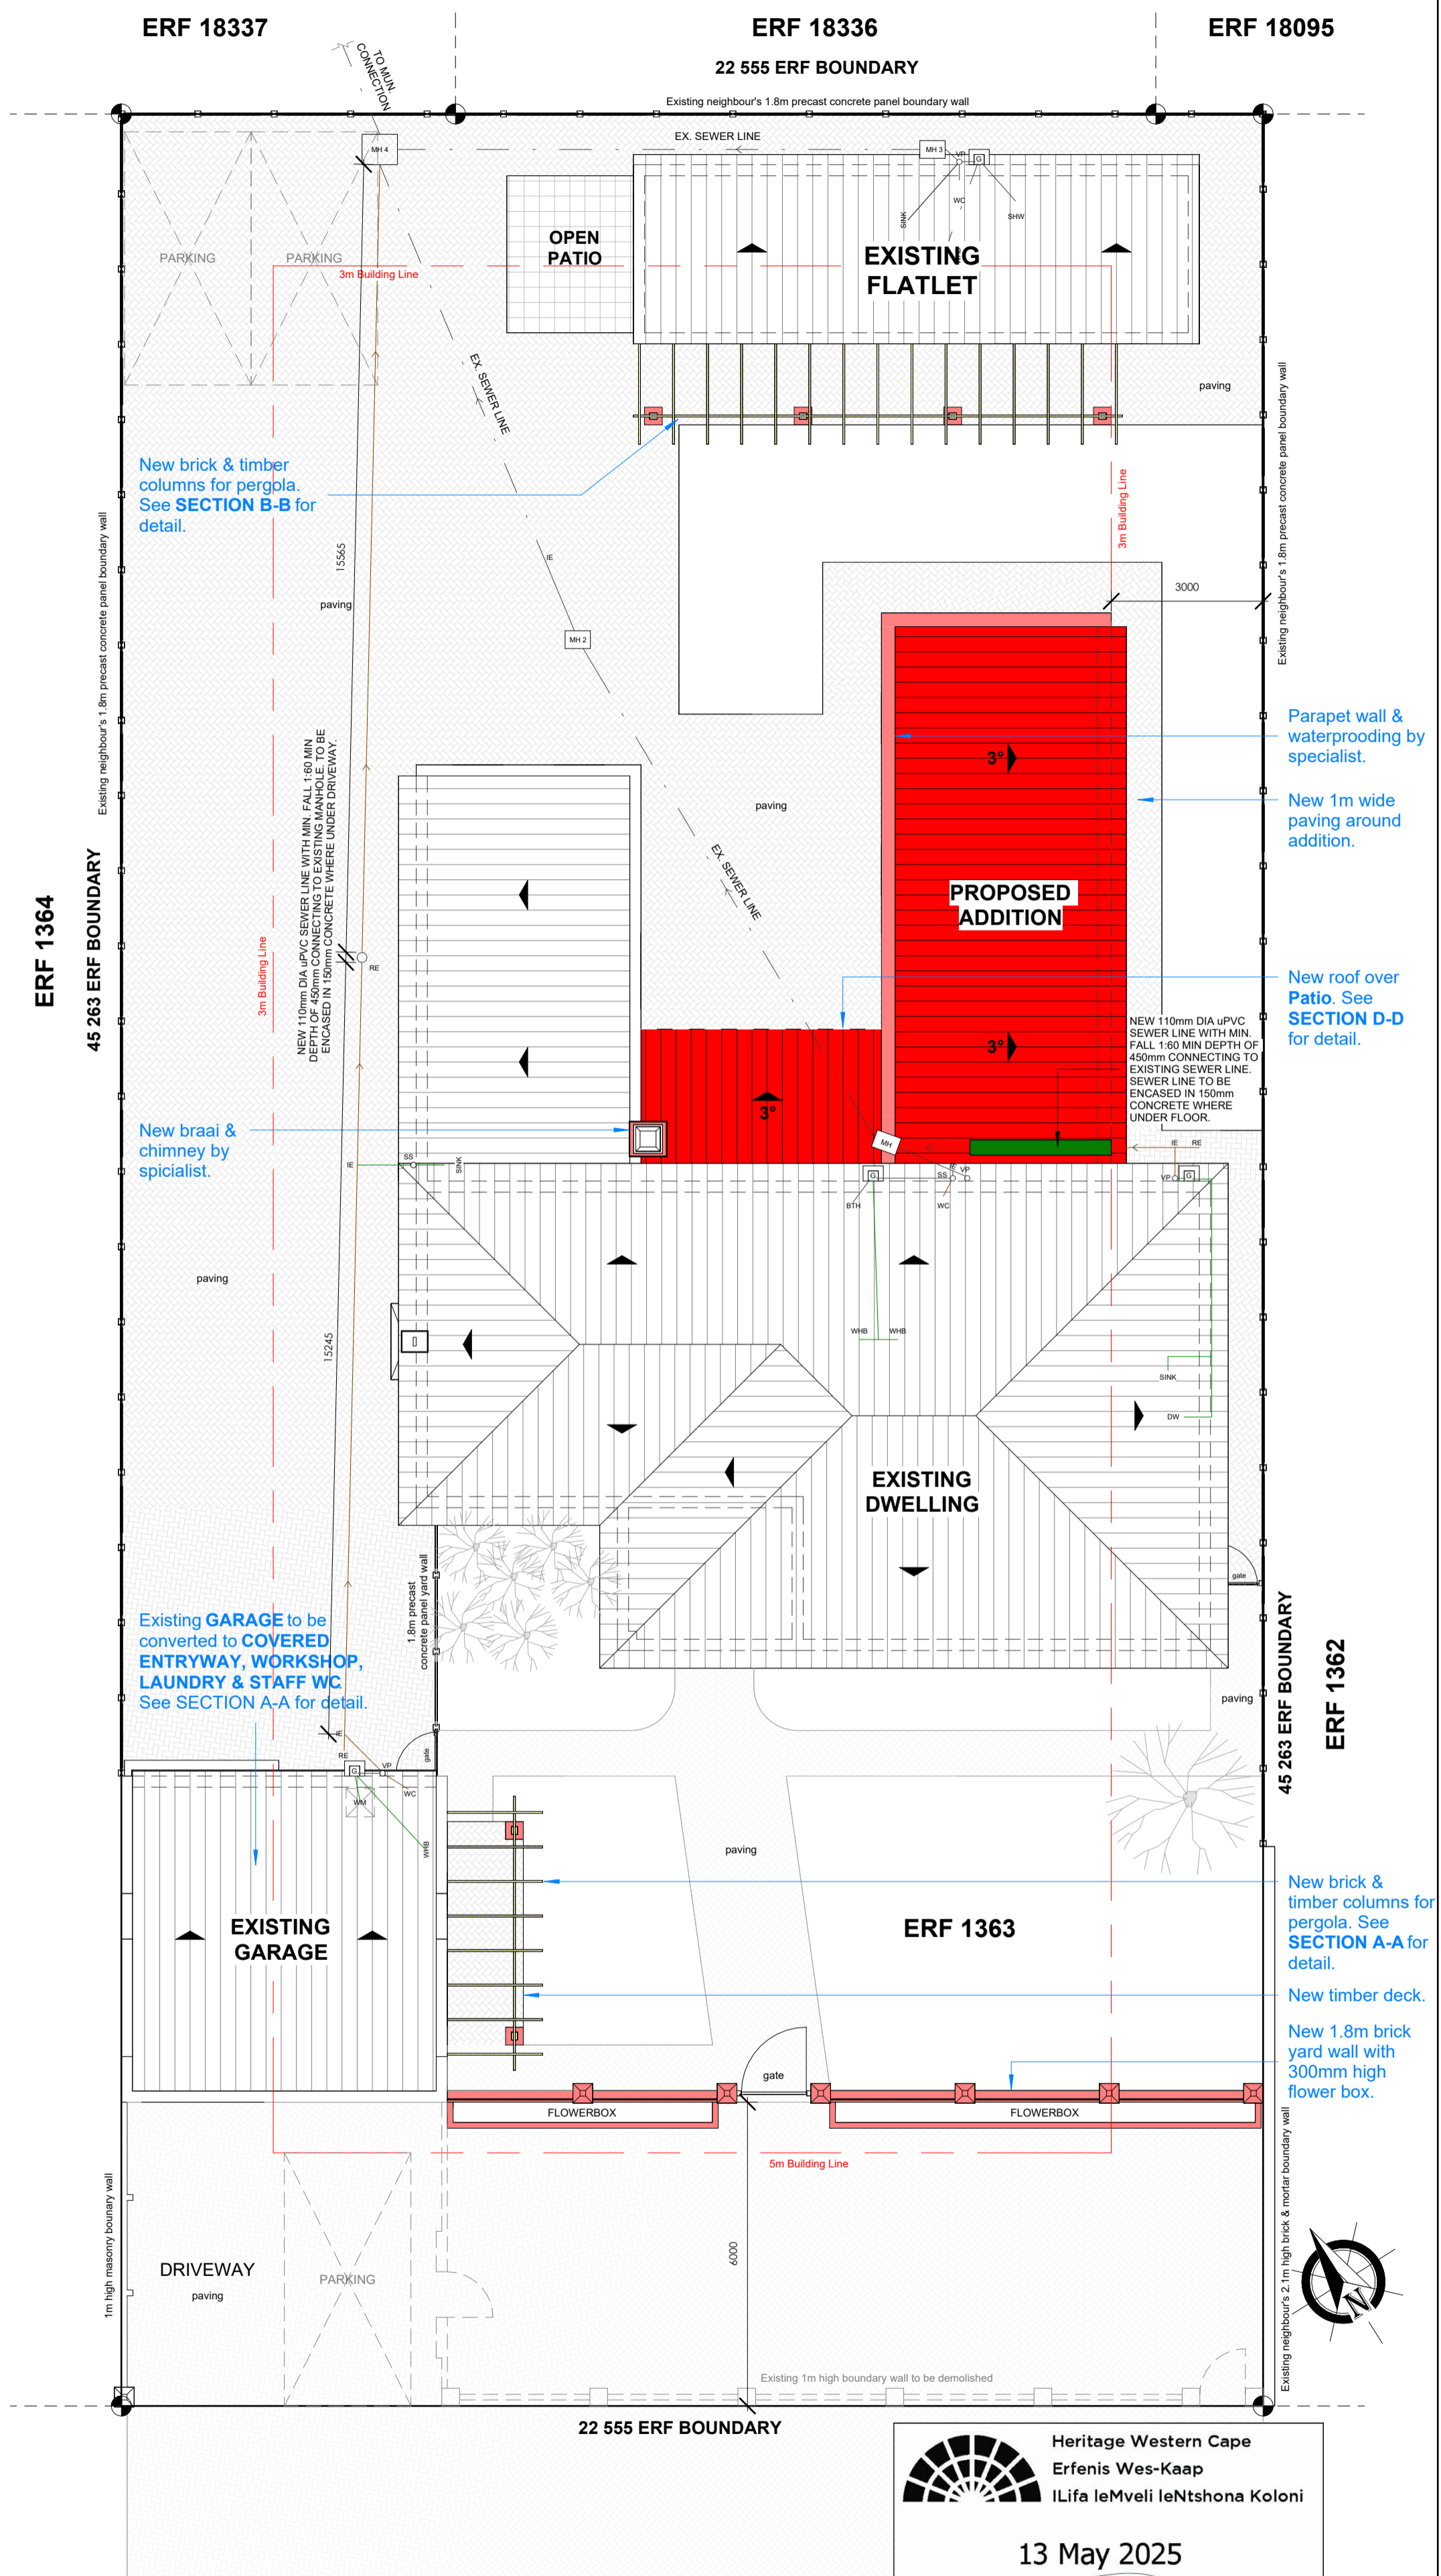 ERF 18337
ERF 18336
ERF 18095
22 555 ERF BOUNDARY
Existing neighbour's 1.8m precast concrete panel boundary wall
TO MUN.
CONNECTION
EX. SEWER LINE
MH 4
MH 3
VP
G
WC
SINK
SHW
OPEN
PATIO
EXISTING
FLATLET
PARKING
PARKING
3m Building Line
EX. SEWER LINE
paving
New brick & timber
columns for pergola.
See SECTION B-B for
detail.
15565
paving
IE
MH 2
3m Building Line
3000
Existing neighbour's 1.8m precast concrete panel boundary wall
Existing neighbour's 1.8m precast concrete panel boundary wall
Parapet wall &
waterprooding by
specialist.
New 1m wide
paving around
addition.
3°
paving
EX. SEWER LINE
PROPOSED
ADDITION
ERF 1364
45 263 ERF BOUNDARY
3m Building Line
NEW 110mm DIA uPVC SEWER LINE WITH MIN. FALL 1:60 MIN
DEPTH OF 450mm CONNECTING TO EXISTING MANHOLE. TO BE
ENCASED IN 150mm CONCRETE WHERE UNDER DRIVEWAY.
RE
New roof over
Patio. See
SECTION D-D
for detail.
NEW 110mm DIA uPVC
SEWER LINE WITH MIN.
FALL 1:60 MIN DEPTH OF
450mm CONNECTING TO
EXISTING SEWER LINE.
SEWER LINE TO BE
ENCASED IN 150mm
CONCRETE WHERE
UNDER FLOOR.
3°
3°
New braai &
chimney by
spicialist.
MH
IE
RE
IE
SS
SINK
G
SS
VP
VP
G
BTH
WC
paving
WHB
WHB
15245
SINK
DW
EXISTING
DWELLING
gate
1.8m precast
concrete panel yard wall
Existing GARAGE to be
converted to COVERED
ENTRYWAY, WORKSHOP,
LAUNDRY & STAFF WC.
See SECTION A-A for detail.
45 263 ERF BOUNDARY
ERF 1362
paving
IE
RE
G
VP
gate
WM
WC
WHB
paving
EXISTING
GARAGE
ERF 1363
New brick &
timber columns for
pergola. See
SECTION A-A for
detail.
New timber deck.
New 1.8m brick
yard wall with
300mm high
flower box.
gate
FLOWERBOX
FLOWERBOX
5m Building Line
1m high masonry bounary wall
DRIVEWAY
paving
PARKING
6000
Existing neighbour's 2.1m high brick & mortar boundary wall
N
Existing 1m high boundary wall to be demolished
22 555 ERF BOUNDARY
Heritage Western Cape
Erfenis Wes-Kaap
ILifa leMveli leNtshona Koloni
13 May 2025